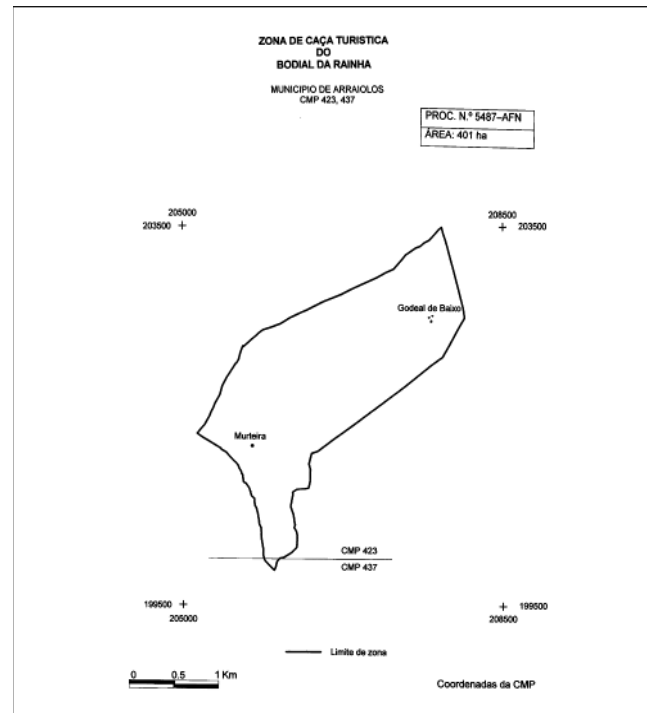 ZONA DE CAÇA TURISTICA
DO
BODIAL DA RAINHA
MUNICIPIO DE ARRAIOLOS
CMP 423, 437
PROC. N.º 5487–AFN
ÁREA: 401 ha
205000
203500
208500
203500
Godeal de Baixo
Murteira
CMP 423
CMP 437
199500
205000
199500
208500
Limite de zona
0 0.5 1 Km
Coordenadas da CMP